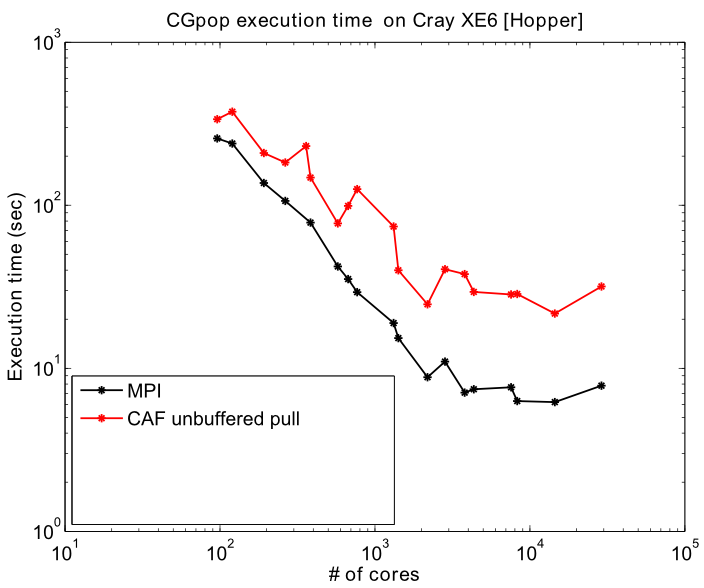 CGpop execution time on Cray XE6 [Hopper]
10^3
10^2
10^1
10^0
Execution time (sec)
MPI
CAF unbuffered pull
10^1 10^2 10^3 10^4 10^5
# of cores